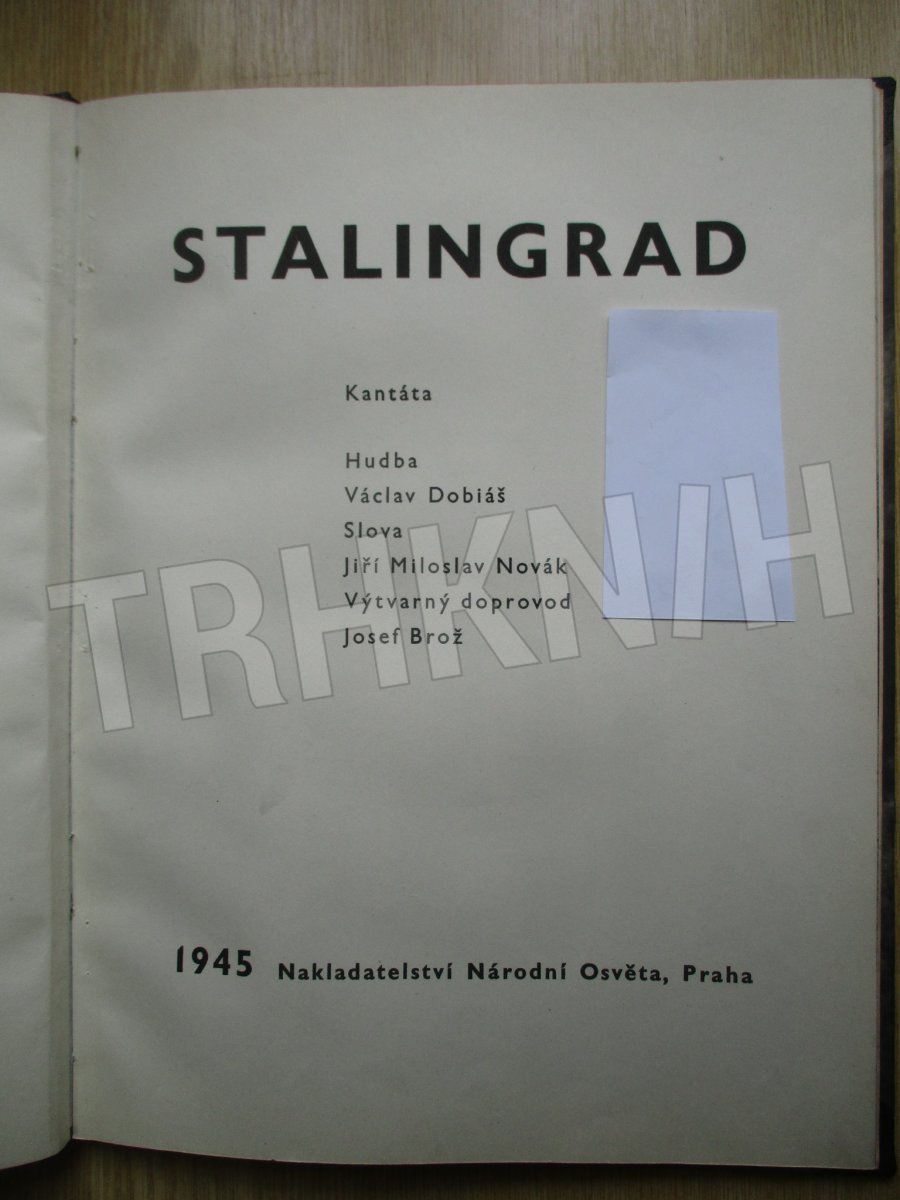 STALINGRAD
Kantáta
Hudba
Václav Dobiáš
Slova
Jiří Miloslav Novák
Výtvarný doprovod
Josef Brož
TRHKNIH
1945 Nakladatelství Národní Osvěta, Praha